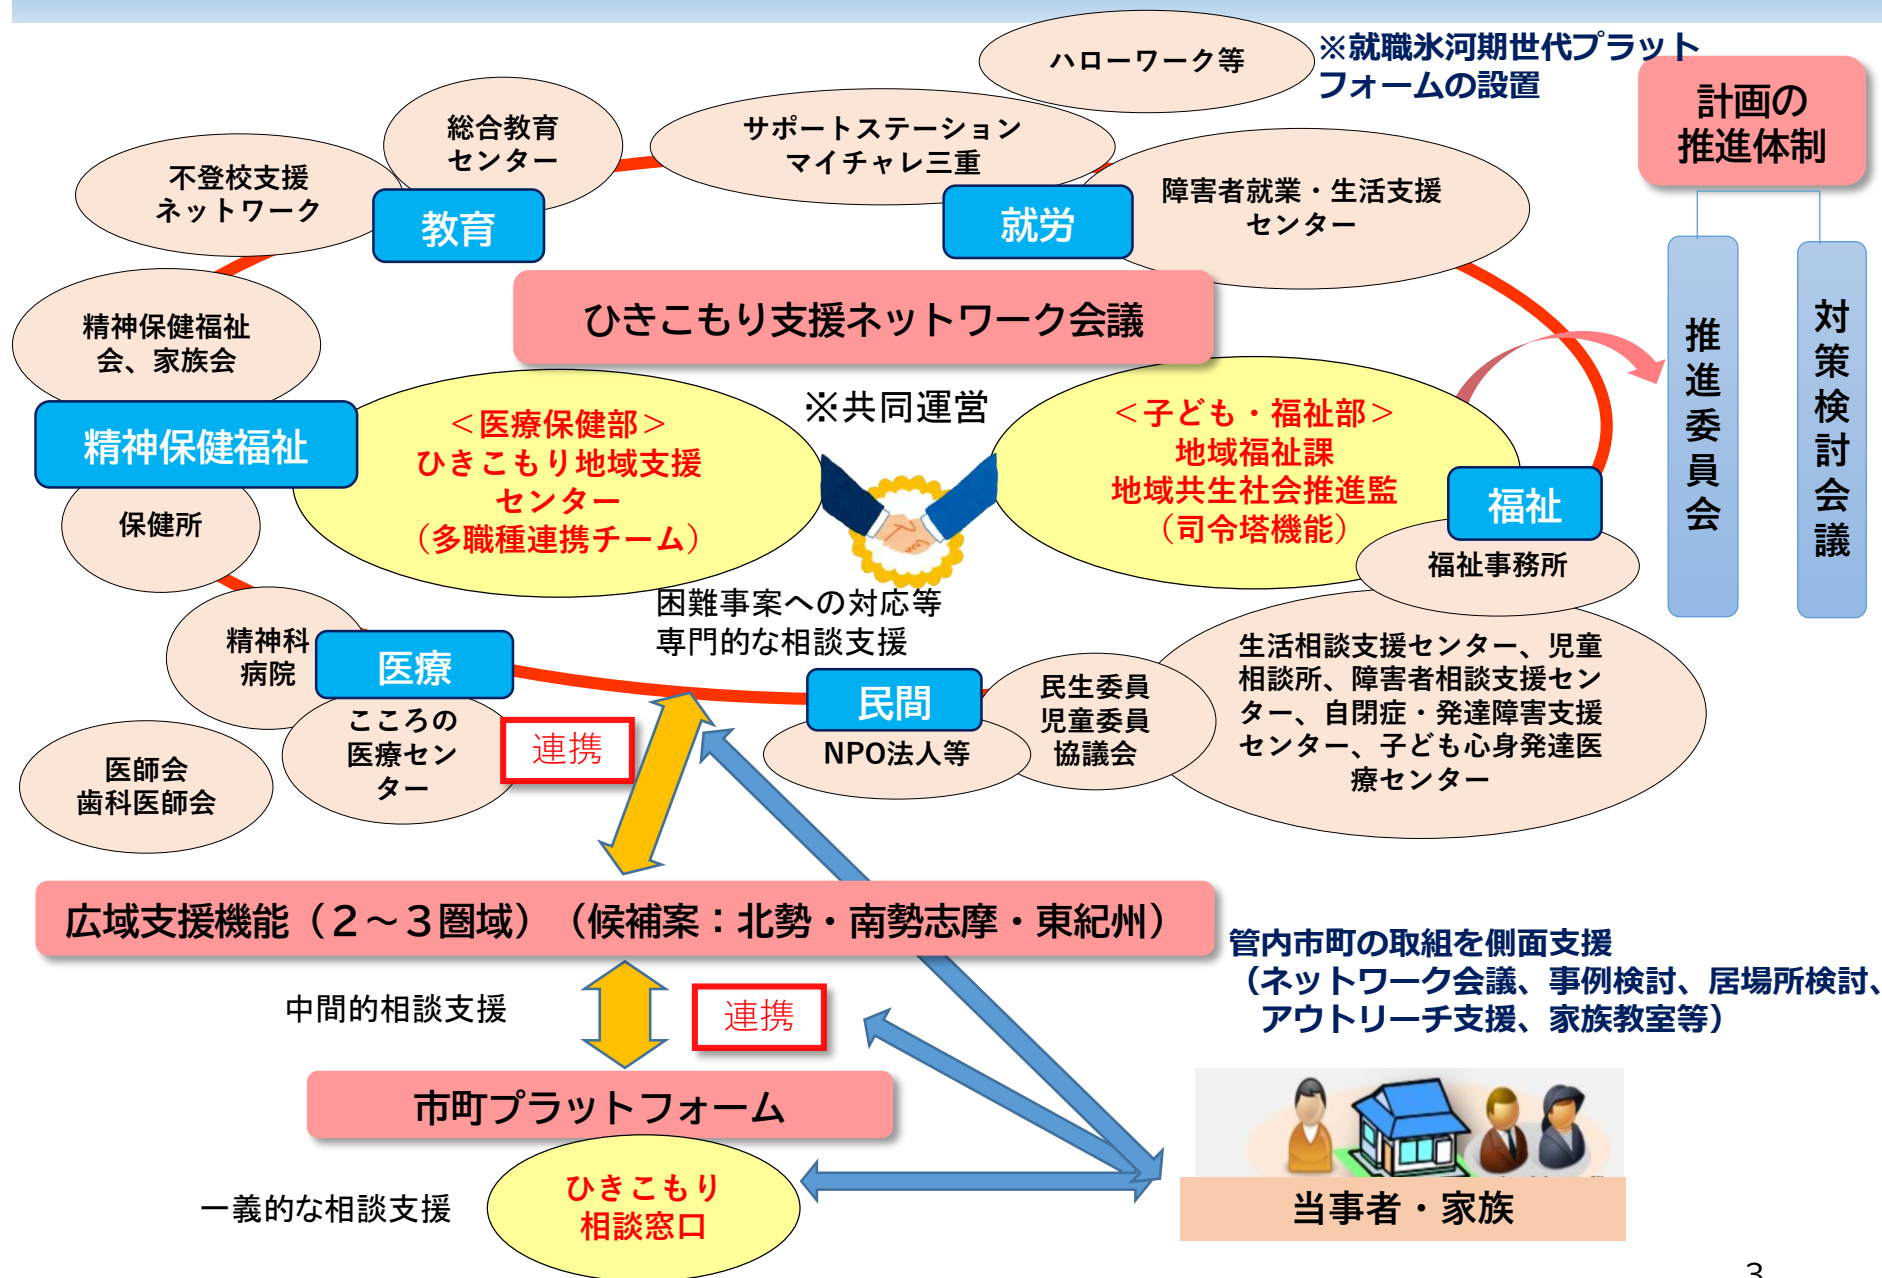 ハローワーク等
※就職氷河期世代プラット
フォームの設置
計画の
推進体制
総合教育
センター
サポートステーション
マイチャレ三重
不登校支援
ネットワーク
教育
就労
障害者就業・生活支援
センター
ひきこもり支援ネットワーク会議
推進委員会
対策検討会議
精神保健福祉
会、家族会
精神保健福祉
保健所
＜医療保健部＞
ひきこもり地域支援
センター
（多職種連携チーム）
※共同運営
＜子ども・福祉部＞
地域福祉課
地域共生社会推進監
（司令塔機能）
福祉
福祉事務所
困難事案への対応等
専門的な相談支援
精神科
病院
医療
こころの
医療セン
ター
医師会
歯科医師会
連携
民間
NPO法人等
民生委員
児童委員
協議会
生活相談支援センター、児童
相談所、障害者相談支援セン
ター、自閉症・発達障害支援
センター、子ども心身発達医
療センター
広域支援機能（２～３圏域）（候補案：北勢・南勢志摩・東紀州）
管内市町の取組を側面支援
（ネットワーク会議、事例検討、居場所検討、
アウトリーチ支援、家族教室等）
中間的相談支援
連携
市町プラットフォーム
一義的な相談支援
ひきこもり
相談窓口
当事者・家族
3